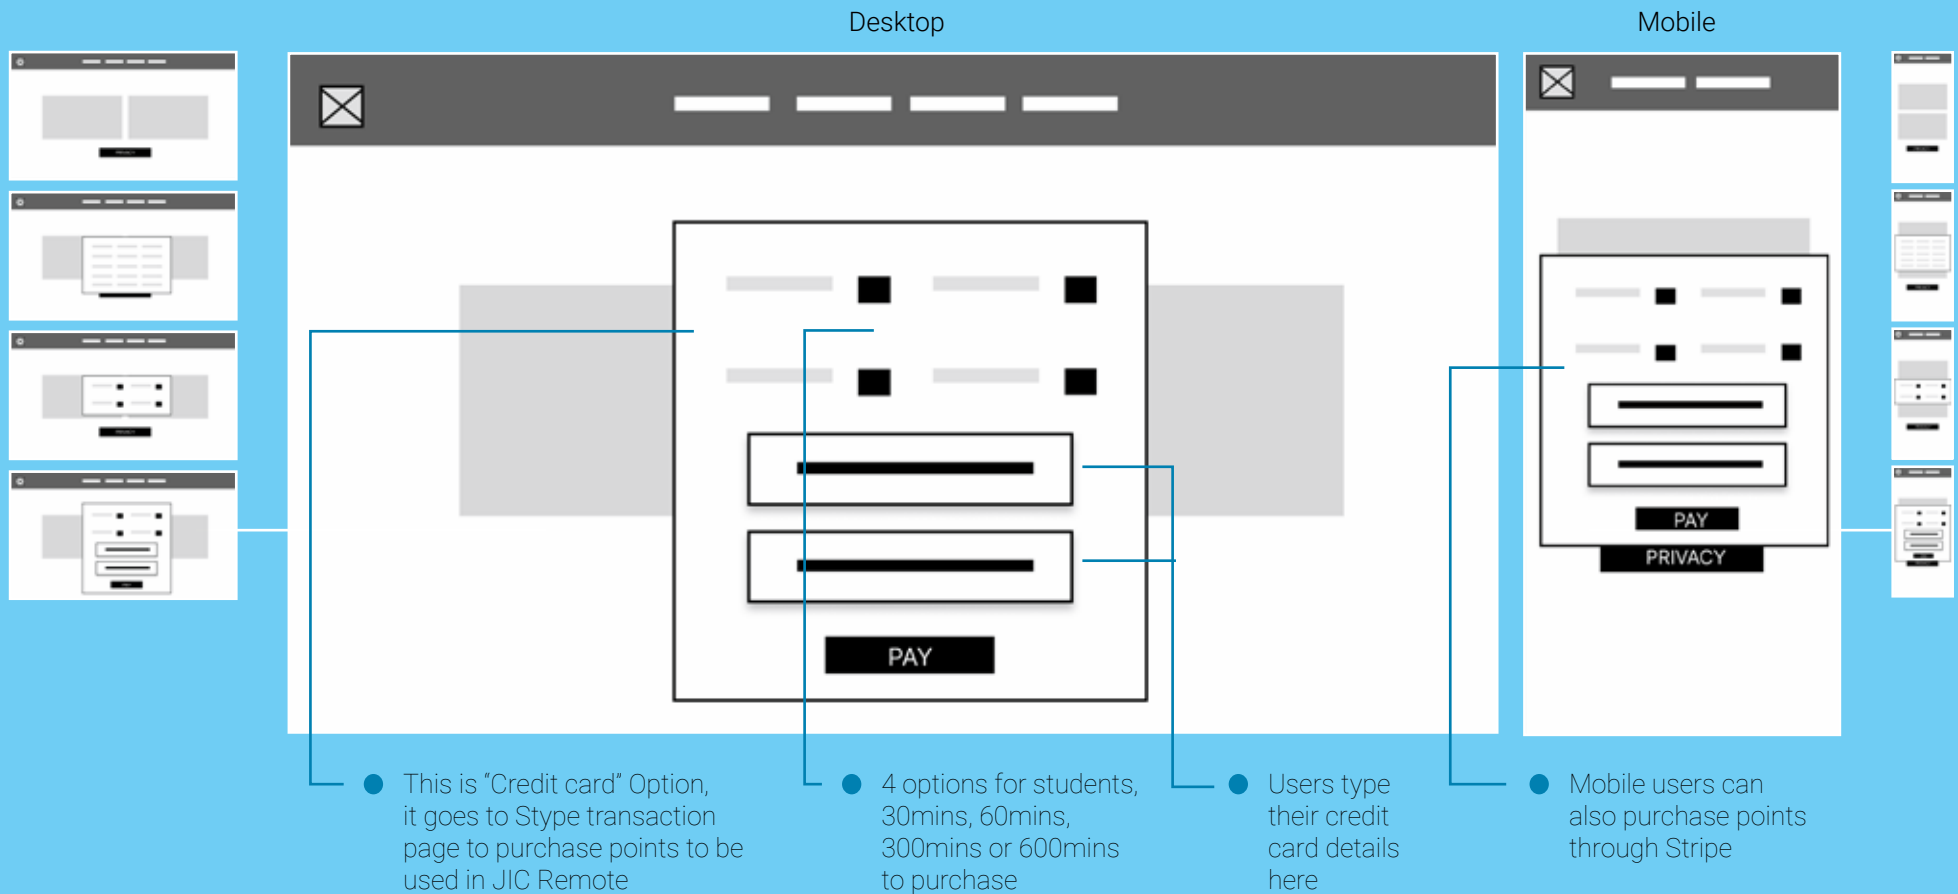 Desktop
Mobile
PAY
PAY
PRIVACY
This is “Credit card” Option,
it goes to Stype transaction
page to purchase points to be
used in JIC Remote
4 options for students,
30mins, 60mins,
300mins or 600mins
to purchase
Users type
their credit
card details
here
Mobile users can
also purchase points
through Stripe